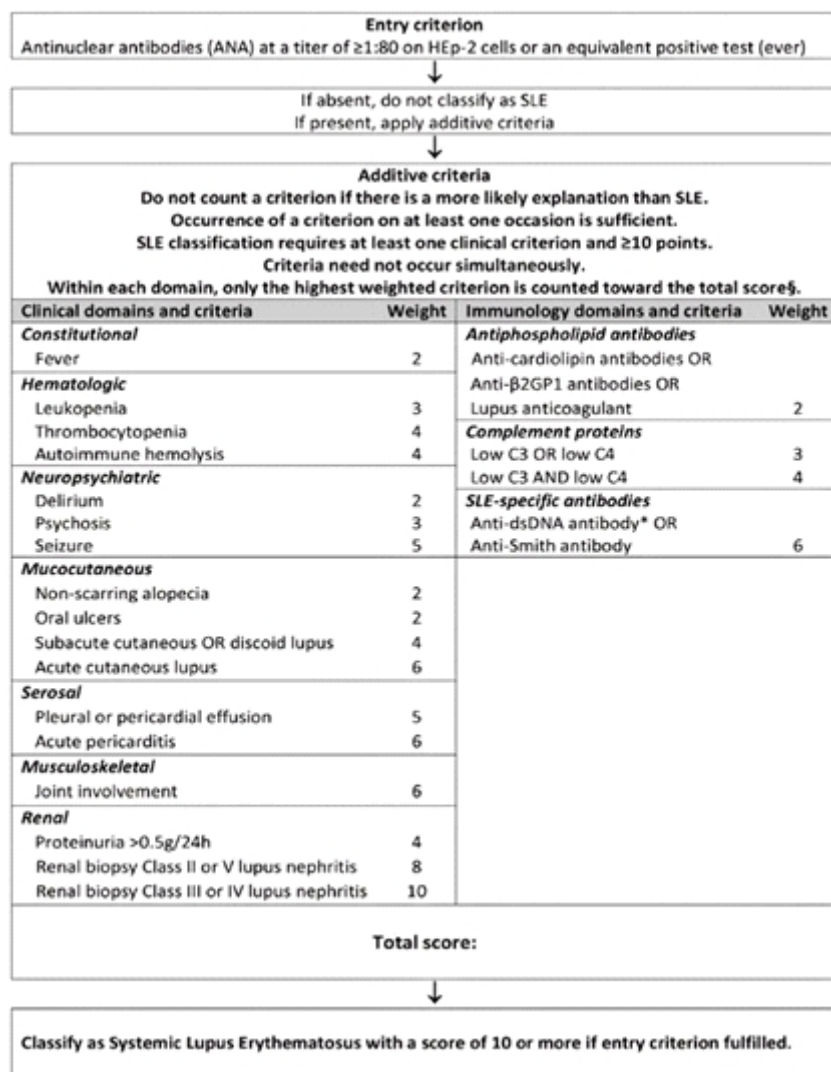 Entry criterion
Antinuclear antibodies (ANA) at a titer of ≥1:80 on HEp-2 cells or an equivalent positive test (ever)
↓
If absent, do not classify as SLE
If present, apply additive criteria
↓
Additive criteria
Do not count a criterion if there is a more likely explanation than SLE.
Occurrence of a criterion on at least one occasion is sufficient.
SLE classification requires at least one clinical criterion and ≥10 points.
Criteria need not occur simultaneously.
Within each domain, only the highest weighted criterion is counted toward the total score§.
Clinical domains and criteria Weight Immunology domains and criteria Weight
Constitutional Antiphospholipid antibodies
Fever 2 Anti-cardiolipin antibodies OR
Hematologic Anti-β2GP1 antibodies OR
Leukopenia 3 Lupus anticoagulant 2
Thrombocytopenia 4 Complement proteins
Autoimmune hemolysis 4 Low C3 OR low C4 3
Neuropsychiatric Low C3 AND low C4 4
Delirium 2 SLE-specific antibodies
Psychosis 3 Anti-dsDNA antibody* OR
Seizure 5 Anti-Smith antibody 6
Mucocutaneous
Non-scarring alopecia 2
Oral ulcers 2
Subacute cutaneous OR discoid lupus 4
Acute cutaneous lupus 6
Serosal
Pleural or pericardial effusion 5
Acute pericarditis 6
Musculoskeletal
Joint involvement 6
Renal
Proteinuria >0.5g/24h 4
Renal biopsy Class II or V lupus nephritis 8
Renal biopsy Class III or IV lupus nephritis 10
Total score:
↓
Classify as Systemic Lupus Erythematosus with a score of 10 or more if entry criterion fulfilled.